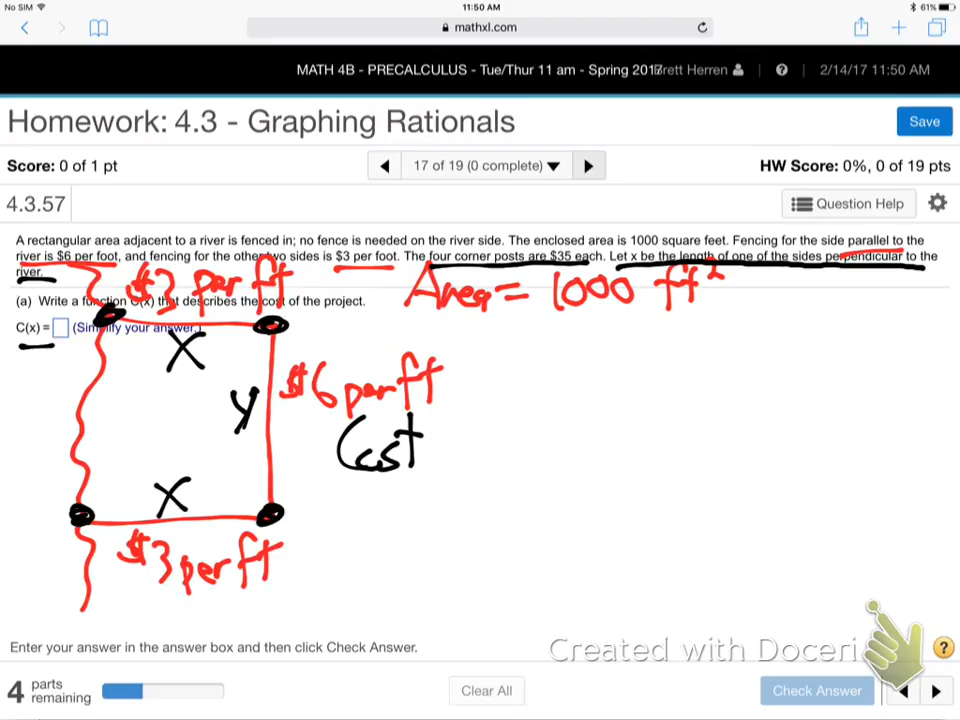 No SIM 11:50 AM 61%
mathxl.com
MATH 4B - PRECALCULUS - Tue/Thur 11 am - Spring 2017 Brett Herren ? 2/14/17 11:50 AM
Homework: 4.3 - Graphing Rationals Save
Score: 0 of 1 pt 17 of 19 (0 complete) HW Score: 0%, 0 of 19 pts
4.3.57 Question Help
A rectangular area adjacent to a river is fenced in; no fence is needed on the river side. The enclosed area is 1000 square feet. Fencing for the side parallel to the
river is $6 per foot, and fencing for the other two sides is $3 per foot. The four corner posts are $35 each. Let x be the length of one of the sides perpendicular to the
river.
$3 per ft Area = 1000 ft²
(a) Write a function C(x) that describes the cost of the project.
C(x) = (Simplify your answer.)
X
$6 per ft
y
Cost
X
$3 per ft
Created with Doceri
Enter your answer in the answer box and then click Check Answer. ?
4 parts remaining Clear All Check Answer